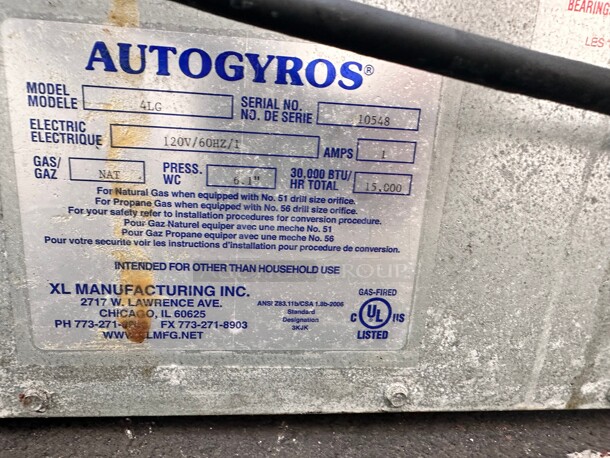 AUTOGYROS®
MODEL
MODELE
4LG
SERIAL NO.
NO. DE SERIE
10548
ELECTRIC
ELECTRIQUE
120V/60HZ/1
AMPS
1
GAS/
GAZ
NAT
PRESS.
WC
6.1"
30,000 BTU/
HR TOTAL
15,000
For Natural Gas when equipped with No. 51 drill size orifice.
For Propane Gas when equipped with No. 56 drill size orifice.
For your safety refer to installation procedures for conversion procedure.
Pour Gaz Naturel equiper avec une meche No. 51
Pour Gaz Propane equiper avec une meche No. 56
Pour votre securite voir les instructions d'installation pour procedure de conversion.
INTENDED FOR OTHER THAN HOUSEHOLD USE
XL MANUFACTURING INC.
2717 W. LAWRENCE AVE.
CHICAGO, IL 60625
PH 773-271- FX 773-271-8903
ANSI Z83.11b/CSA 1.8b-2006
Standard
Designation
3KJK
GAS-FIRED
C UL US
LISTED
BEARING
LES